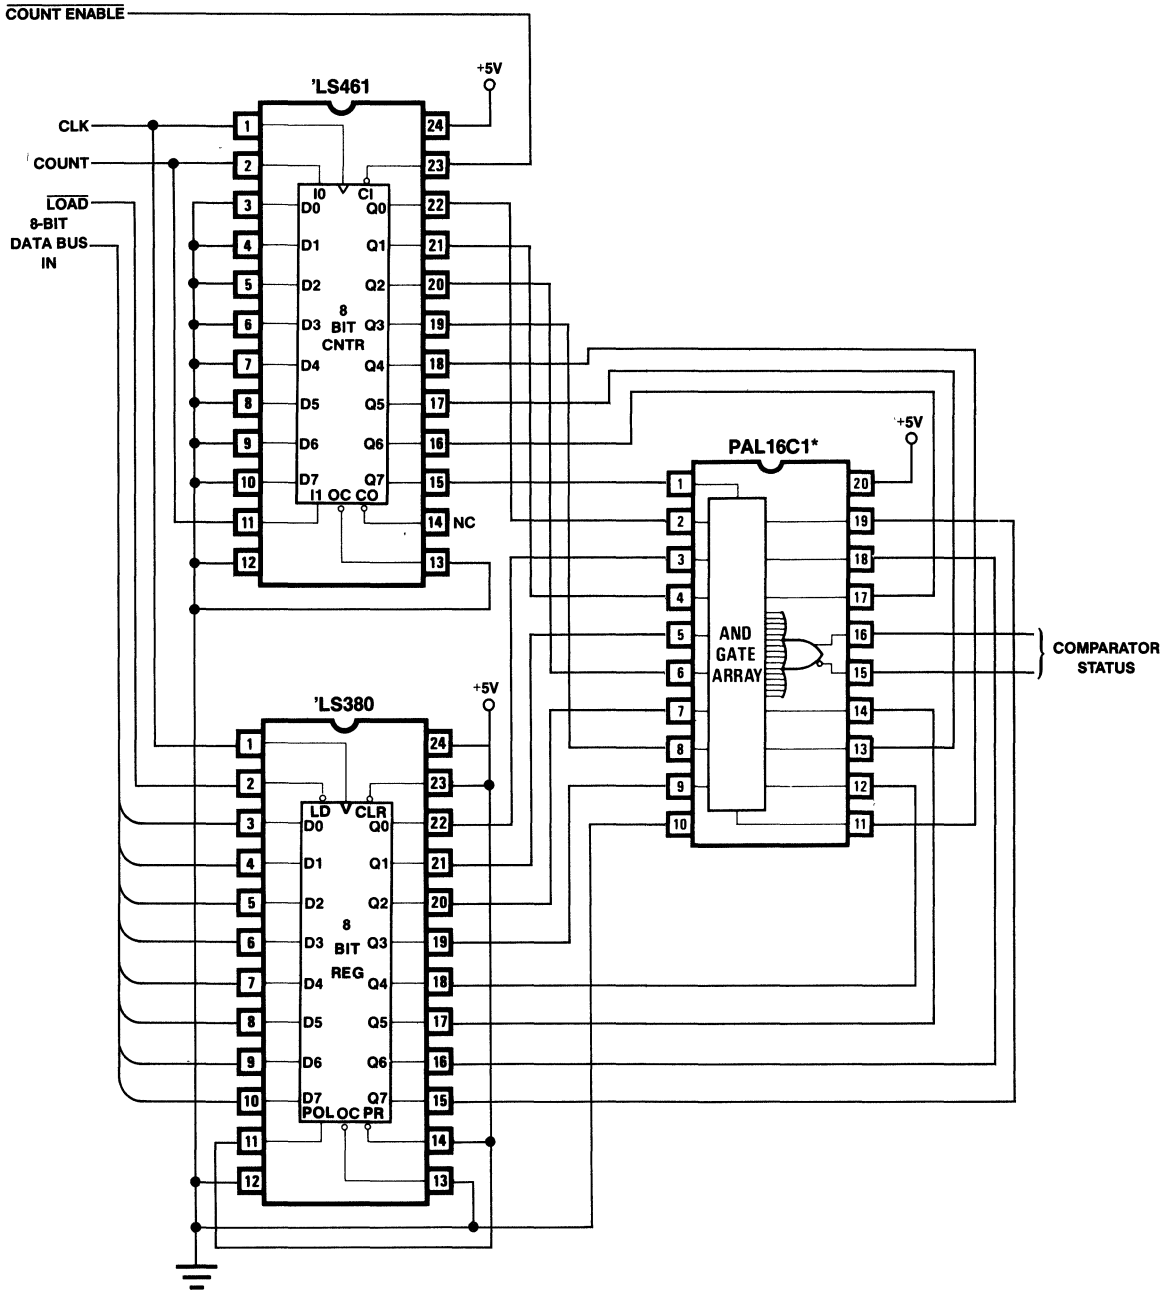 COUNT ENABLE
'LS461
+5V
CLK
COUNT
LOAD
8-BIT
DATA BUS
IN
1
2
3
4
5
6
7
8
9
10
11
12
24
23
22
21
20
19
18
17
16
15
14
13
NC
I0
CI
D0
D1
D2
D3
D4
D5
D6
D7
Q0
Q1
Q2
Q3
Q4
Q5
Q6
Q7
8
BIT
CNTR
I1 OC CO
PAL16C1*
+5V
1
2
3
4
5
6
7
8
9
10
20
19
18
17
16
15
14
13
12
11
AND
GATE
ARRAY
COMPARATOR
STATUS
'LS380
+5V
1
2
3
4
5
6
7
8
9
10
11
12
24
23
22
21
20
19
18
17
16
15
14
13
LD
CLR
D0
D1
D2
D3
D4
D5
D6
D7
Q0
Q1
Q2
Q3
Q4
Q5
Q6
Q7
8
BIT
REG
POL OC PR